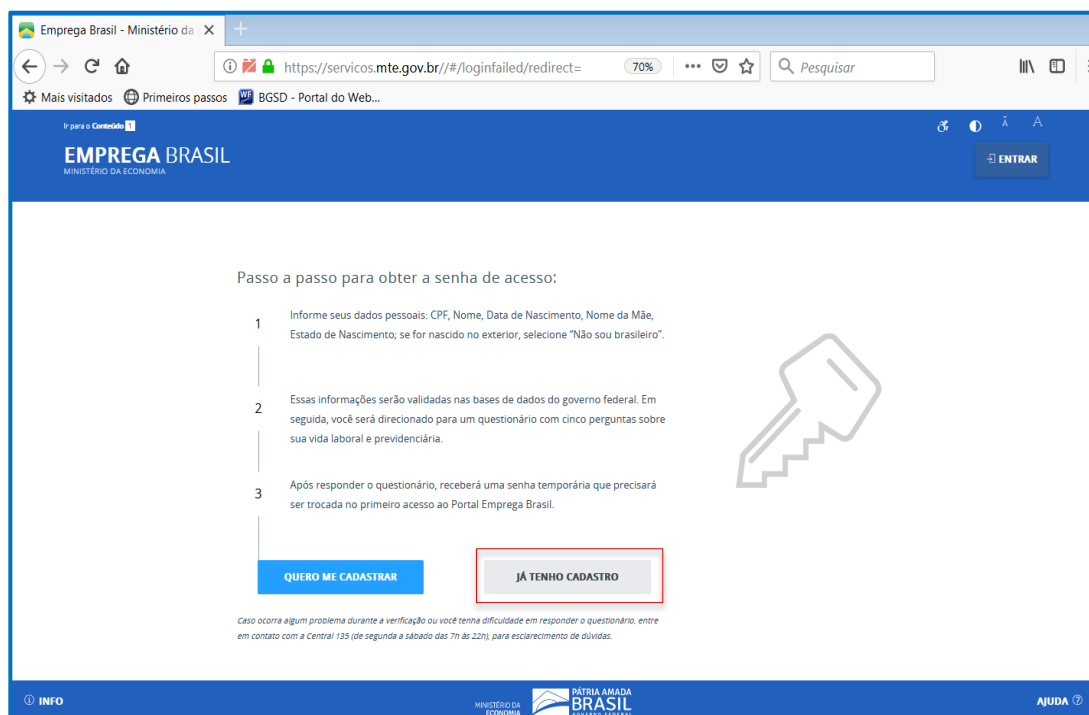 Emprega Brasil - Ministério da
https://servicos.mte.gov.br//#/loginfailed/redirect=
70%
Pesquisar
Mais visitados
Primeiros passos
BGSD - Portal do Web...
Ir para o Conteúdo 1
A
A
EMPREGA BRASIL
MINISTÉRIO DA ECONOMIA
ENTRAR
Passo a passo para obter a senha de acesso:
1
Informe seus dados pessoais: CPF, Nome, Data de Nascimento, Nome da Mãe,
Estado de Nascimento; se for nascido no exterior, selecione “Não sou brasileiro”.
2
Essas informações serão validadas nas bases de dados do governo federal. Em
seguida, você será direcionado para um questionário com cinco perguntas sobre
sua vida laboral e previdenciária.
3
Após responder o questionário, receberá uma senha temporária que precisará
ser trocada no primeiro acesso ao Portal Emprega Brasil.
QUERO ME CADASTRAR
JÁ TENHO CADASTRO
Caso ocorra algum problema durante a verificação ou você tenha dificuldade em responder o questionário, entre
em contato com a Central 135 (de segunda a sábado das 7h às 22h), para esclarecimento de dúvidas.
INFO
MINISTÉRIO DA
ECONOMIA
PÁTRIA AMADA
BRASIL
GOVERNO FEDERAL
AJUDA